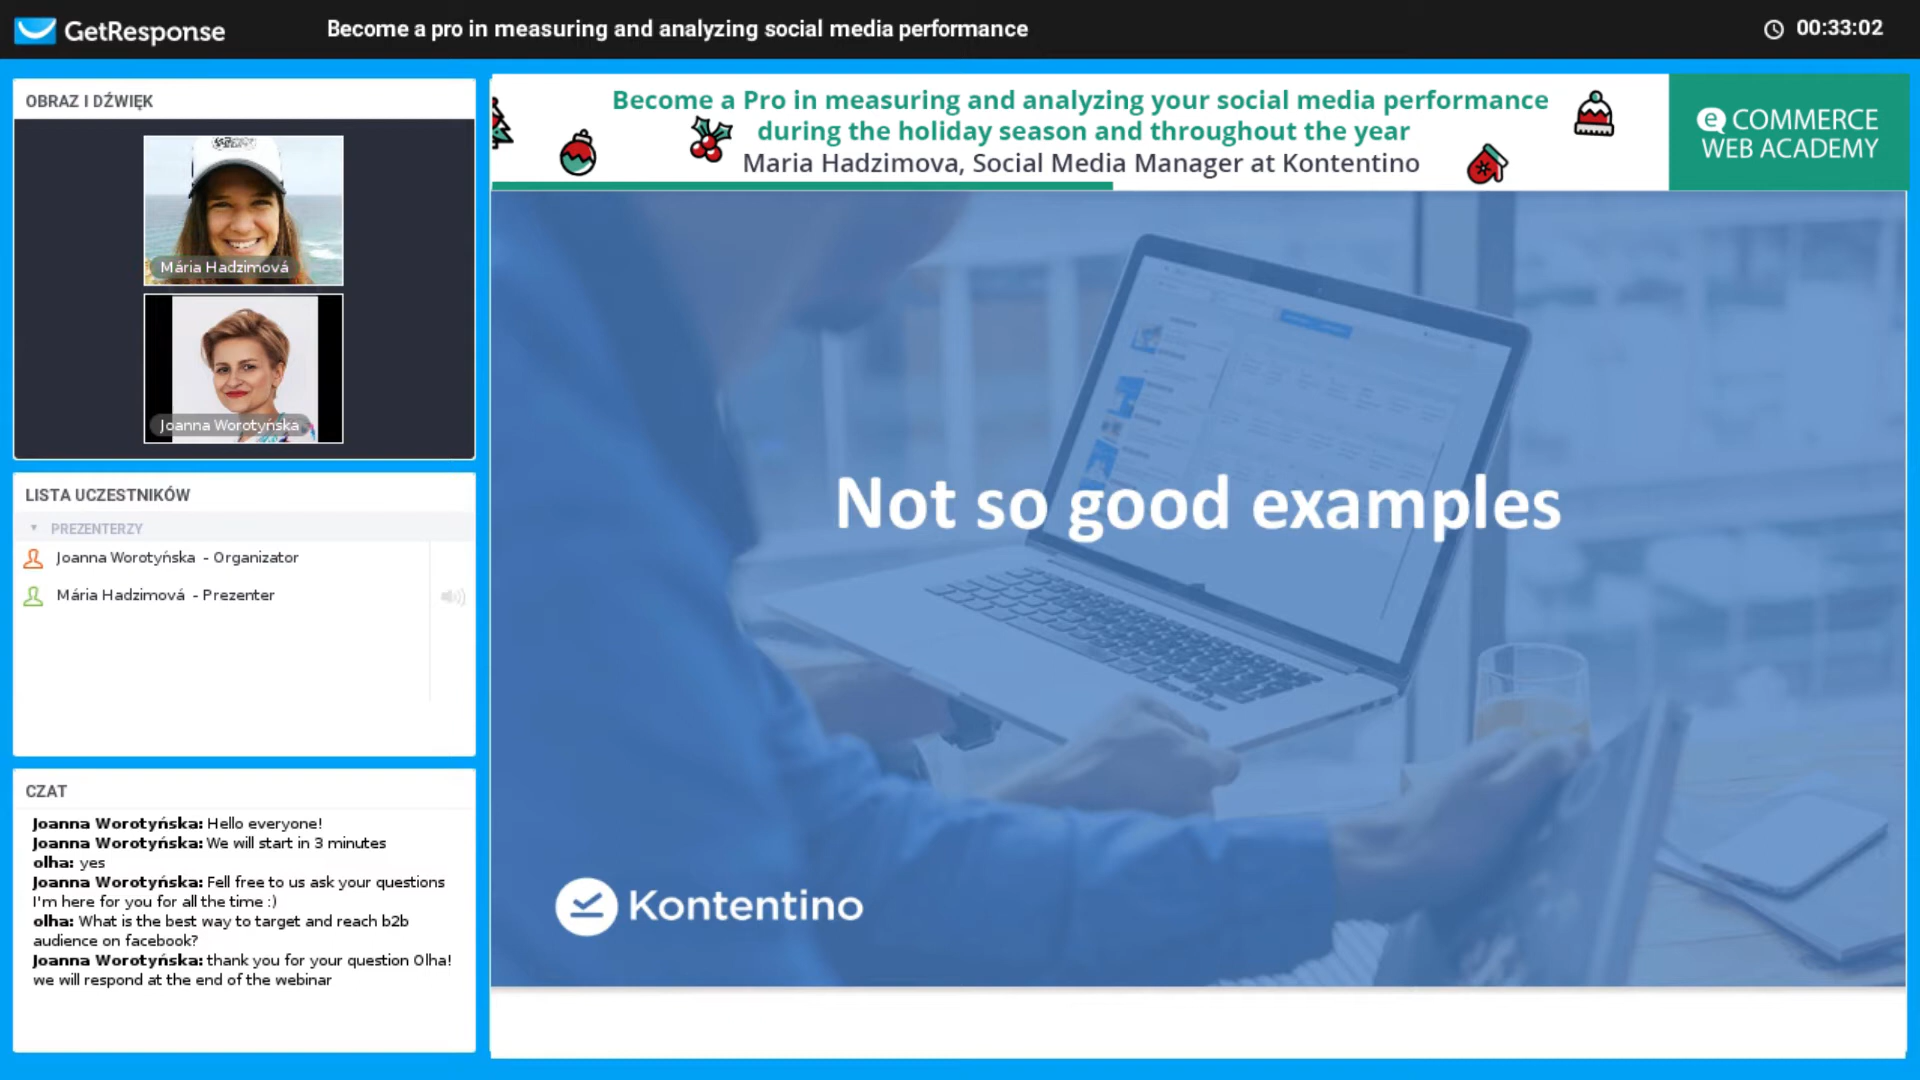 GetResponse
Become a pro in measuring and analyzing social media performance
00:33:02
OBRAZ I DŹWIĘK
Mária Hadzimová
Joanna Worotyńska
LISTA UCZESTNIKÓW
PREZENTERZY
Joanna Worotyńska - Organizator
Mária Hadzimová - Prezenter
CZAT
Joanna Worotyńska: Hello everyone!
Joanna Worotyńska: We will start in 3 minutes
olha: yes
Joanna Worotyńska: Fell free to us ask your questions
I'm here for you for all the time :)
olha: What is the best way to target and reach b2b
audience on facebook?
Joanna Worotyńska: thank you for your question Olha!
we will respond at the end of the webinar
Become a Pro in measuring and analyzing your social media performance
during the holiday season and throughout the year
Maria Hadzimova, Social Media Manager at Kontentino
e COMMERCE
WEB ACADEMY
Not so good examples
Kontentino